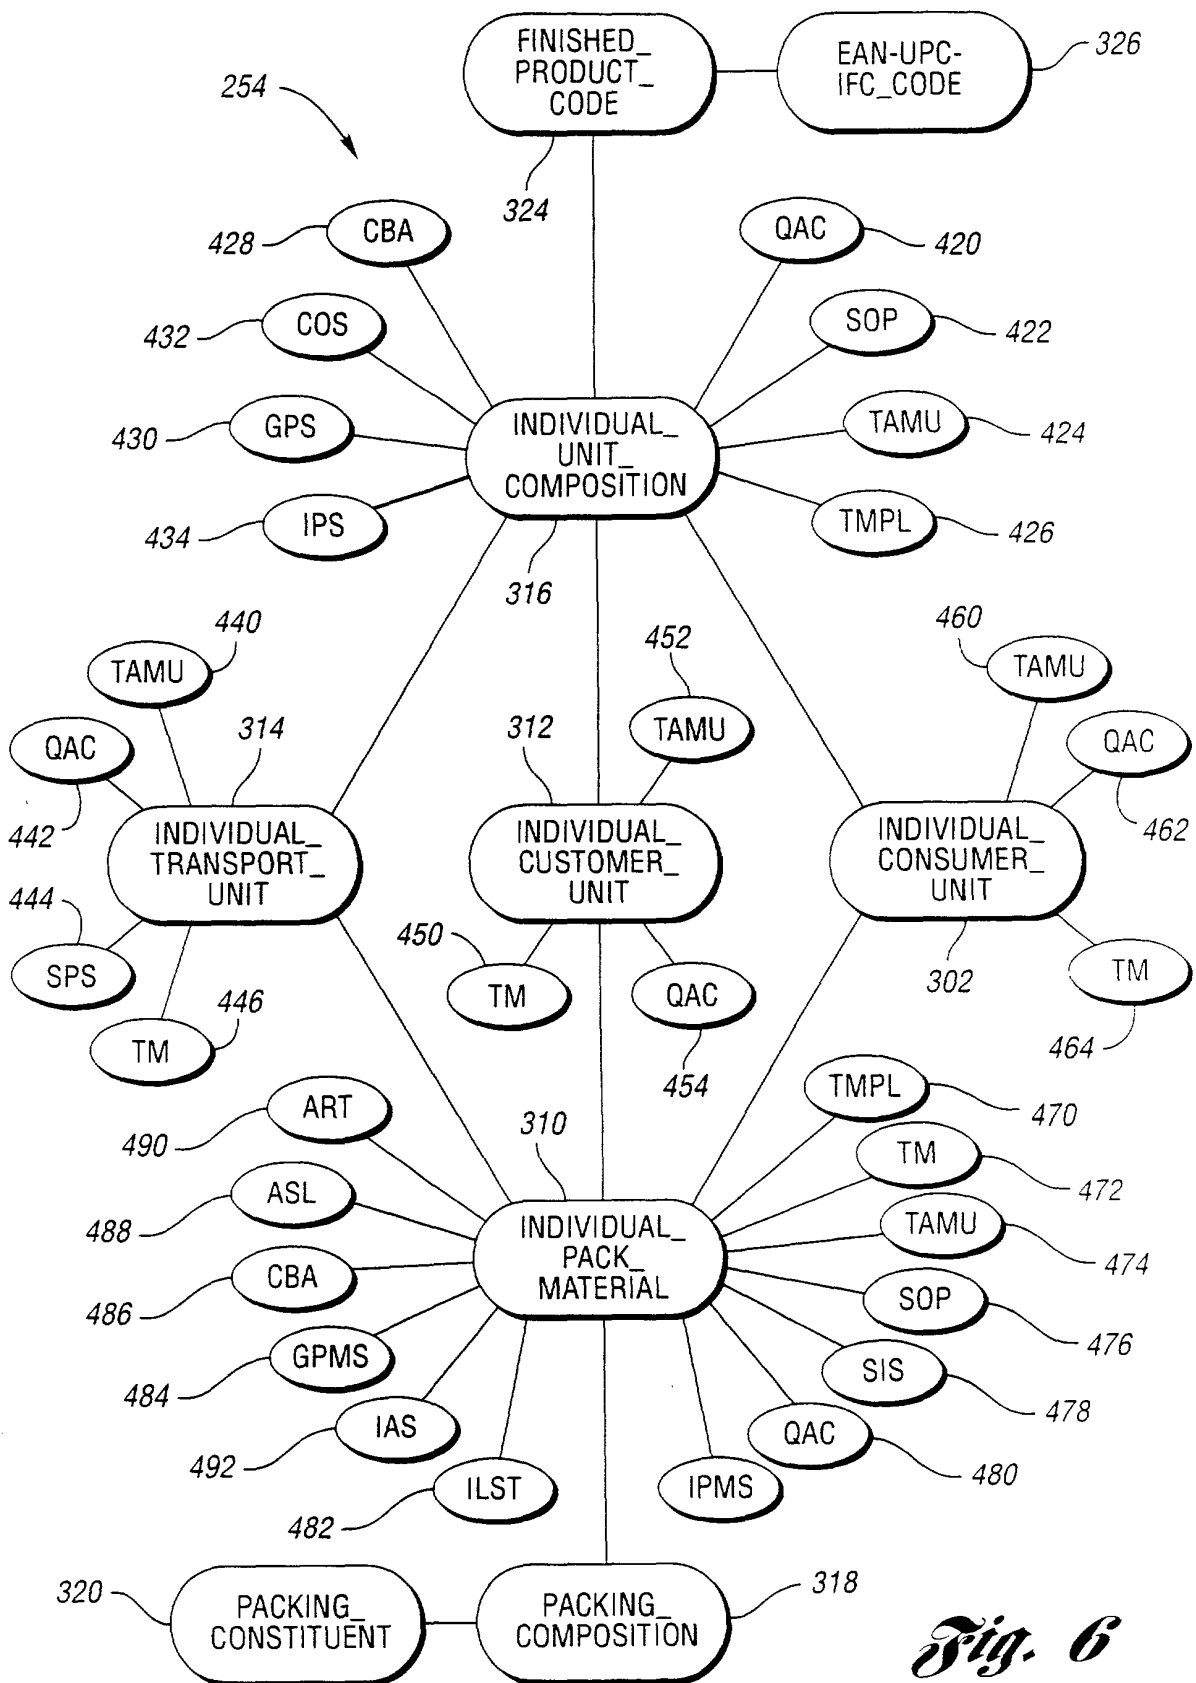 FINISHED_
PRODUCT_
CODE
EAN-UPC-
IFC_CODE
326
254
324
428
CBA
QAC
420
432
COS
SOP
422
430
GPS
INDIVIDUAL_
UNIT_
COMPOSITION
TAMU
424
434
IPS
TMPL
426
316
440
TAMU
452
TAMU
460
TAMU
QAC
442
314
312
QAC
462
INDIVIDUAL_
TRANSPORT_
UNIT
INDIVIDUAL_
CUSTOMER_
UNIT
INDIVIDUAL_
CONSUMER_
UNIT
444
SPS
450
TM
QAC
454
302
TM
464
446
TM
490
ART
310
TMPL
470
TM
472
488
ASL
TAMU
474
INDIVIDUAL_
PACK_
MATERIAL
486
CBA
SOP
476
484
GPMS
SIS
478
492
IAS
QAC
480
482
ILST
IPMS
320
PACKING_
CONSTITUENT
PACKING_
COMPOSITION
318
Fig. 6